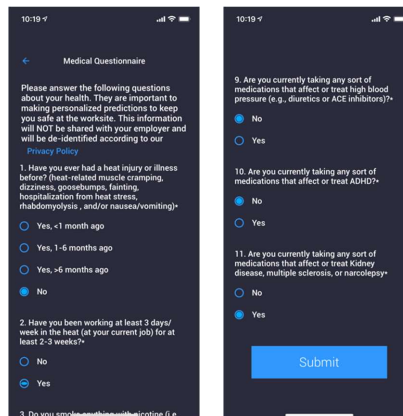 10:19
Medical Questionnaire
Please answer the following questions
about your health. They are important to
making personalized predictions to keep
you safe at the worksite. This information
will NOT be shared with your employer and
will be de-identified according to our
Privacy Policy
1. Have you ever had a heat injury or illness
before? (heat-related muscle cramping,
dizziness, goosebumps, fainting,
hospitalization from heat stress,
rhabdomyolysis , and/or nausea/vomiting)*
Yes, <1 month ago
Yes, 1-6 months ago
Yes, >6 months ago
No
2. Have you been working at least 3 days/
week in the heat (at your current job) for at
least 2-3 weeks?*
No
Yes
3. Do you smoke anything with nicotine (i.e.
10:19
9. Are you currently taking any sort of
medications that affect or treat high blood
pressure (e.g., diuretics or ACE inhibitors)?*
No
Yes
10. Are you currently taking any sort of
medications that affect or treat ADHD?*
No
Yes
11. Are you currently taking any sort of
medications that affect or treat Kidney
disease, multiple sclerosis, or narcolepsy*
No
Yes
Submit